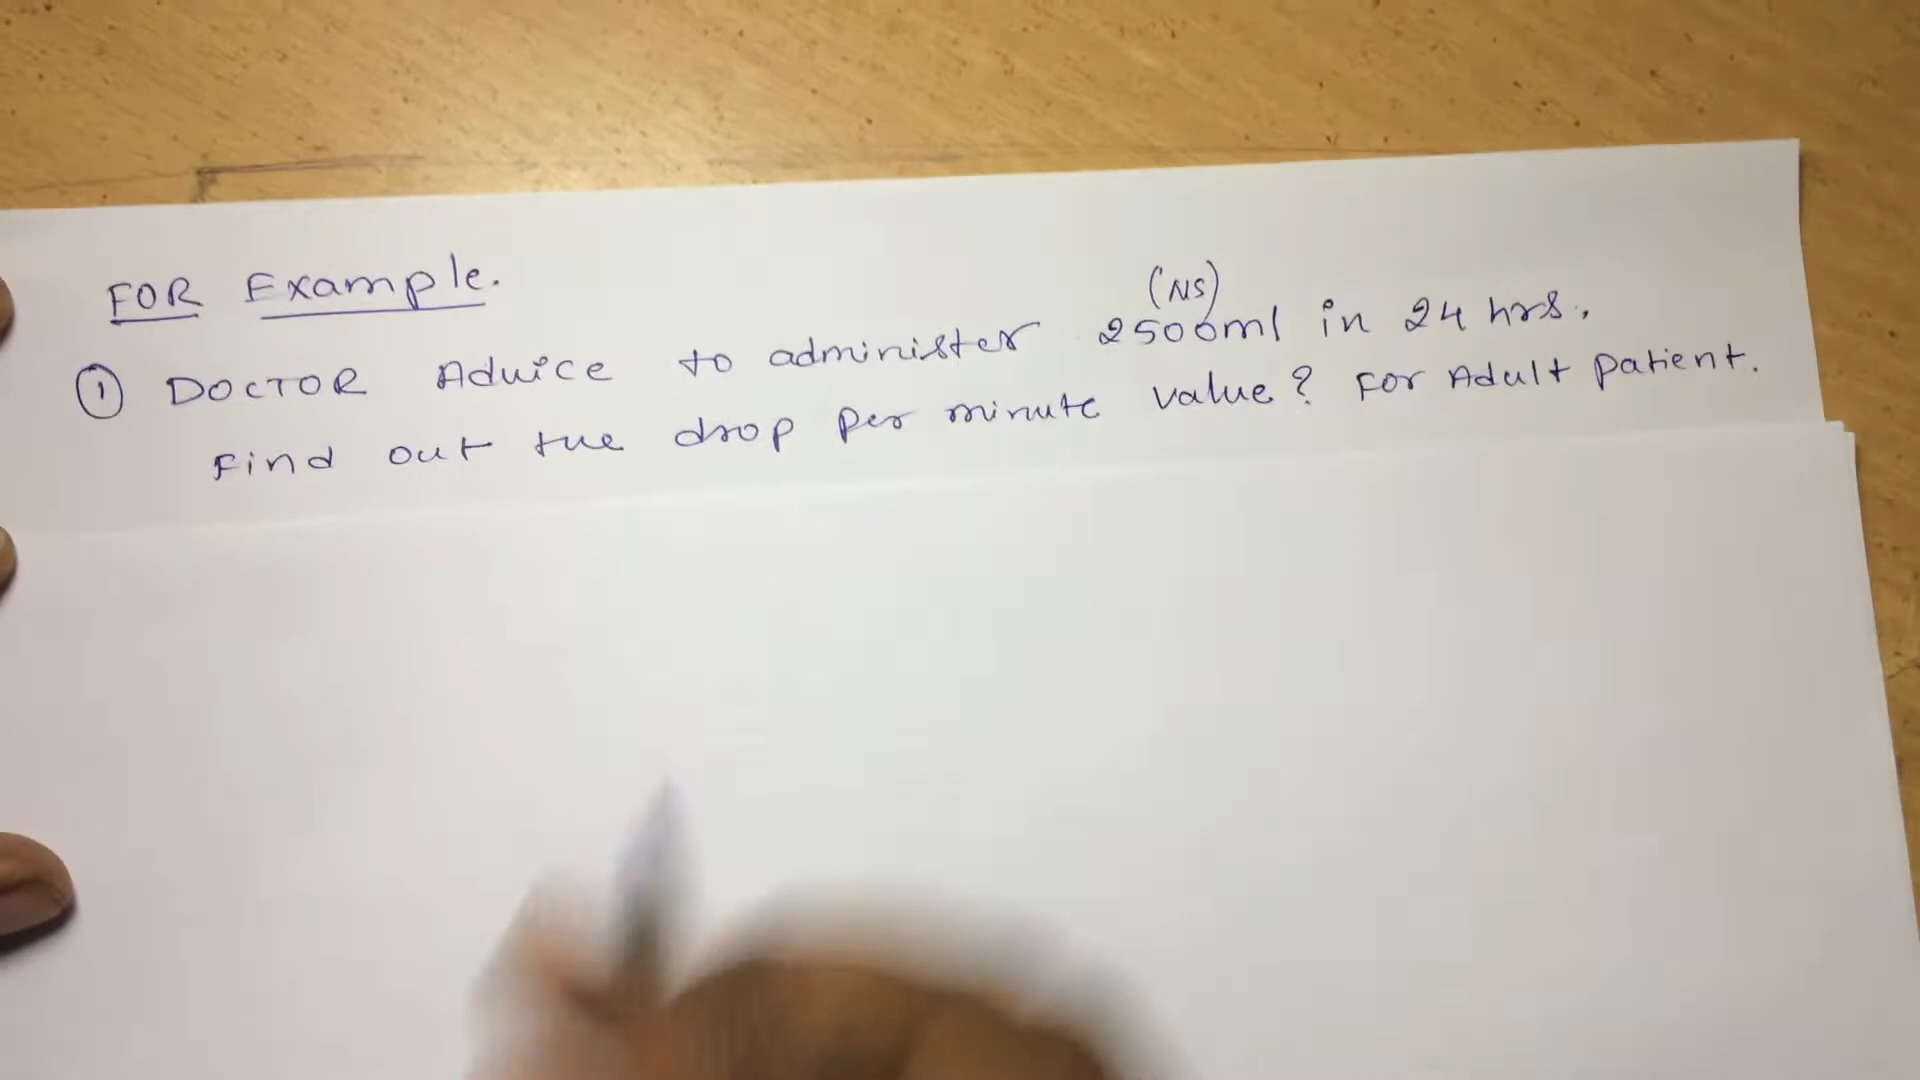 FOR Example.
(NS)
① DOCTOR Advice to administer 2500ml in 24 hrs.
Find out the drop per minute value? For Adult patient.